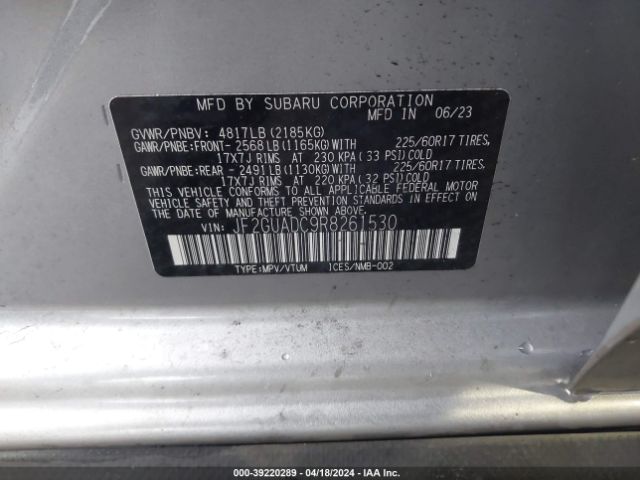 MFD BY SUBARU CORPORATION
MFD IN 06/23
GVWR/PNBV: 4817LB(2185KG)
GAWR/PNBE:FRONT- 2568LB(1165KG)WITH 225/60R17 TIRES,
17X7J RIMS AT 230 KPA(33 PSI)COLD
GAWR/PNBE:REAR - 2491LB(1130KG)WITH 225/60R17 TIRES,
17X7J RIMS AT 220 KPA(32 PSI)COLD
THIS VEHICLE CONFORMS TO ALL APPLICABLE FEDERAL MOTOR
VEHICLE SAFETY AND THEFT PREVENTION STANDARDS IN EFFECT ON
THE DATE OF MANUFACTURE SHOWN ABOVE.
VIN: JF2GUADC9R8261530
TYPE:MPV/VTUM ICES/NMB-002
000-39220289 - 04/18/2024 - IAA Inc.